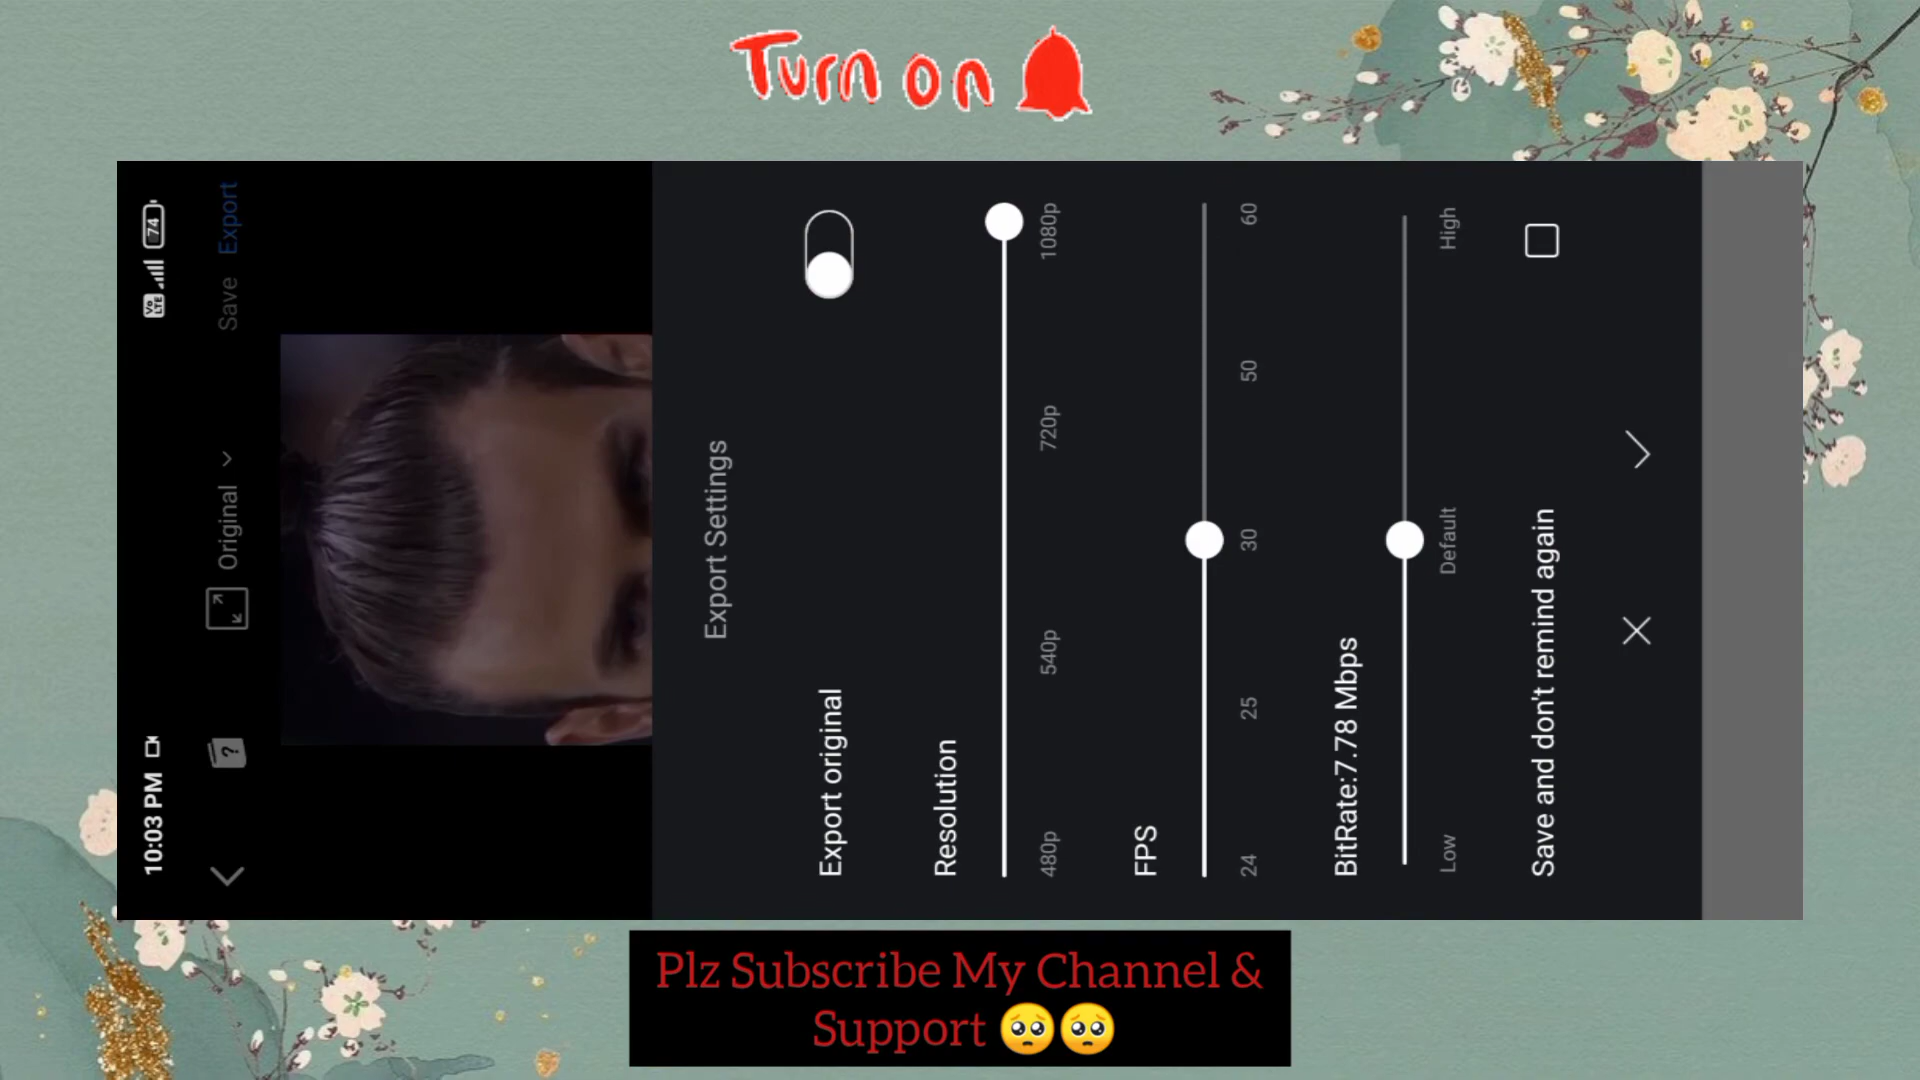 Turn on
10:03 PM
Vo
LTE
74
?
Original
Save Export
Export Settings
Export original
Resolution
480p 540p 720p 1080p
FPS
24 25 30 50 60
BitRate:7.78 Mbps
Low Default High
Save and don't remind again
Plz Subscribe My Channel &
Support 🥺🥺